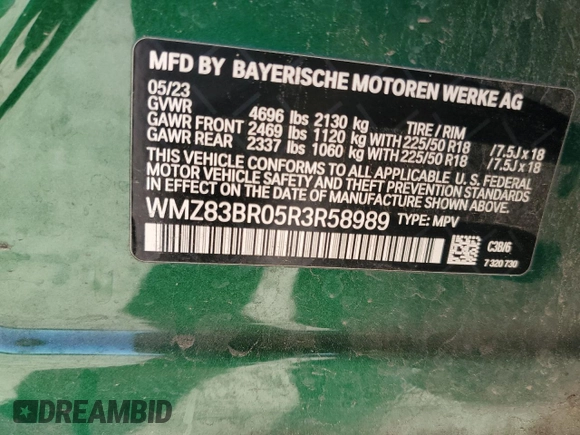 MFD BY BAYERISCHE MOTOREN WERKE AG
05/23
GVWR 4696 lbs 2130 kg TIRE / RIM
GAWR FRONT 2469 lbs 1120 kg WITH 225/50 R18 /7.5J x 18
GAWR REAR 2337 lbs 1060 kg WITH 225/50 R18 /7.5J x 18
THIS VEHICLE CONFORMS TO ALL APPLICABLE U.S. FEDERAL
MOTOR VEHICLE SAFETY AND THEFT PREVENTION STANDARDS
IN EFFECT ON THE DATE OF MANUFACTURE SHOWN ABOVE.
WMZ83BR05R3R58989 TYPE: MPV
C3B/6
7 320 730
DREAMBID